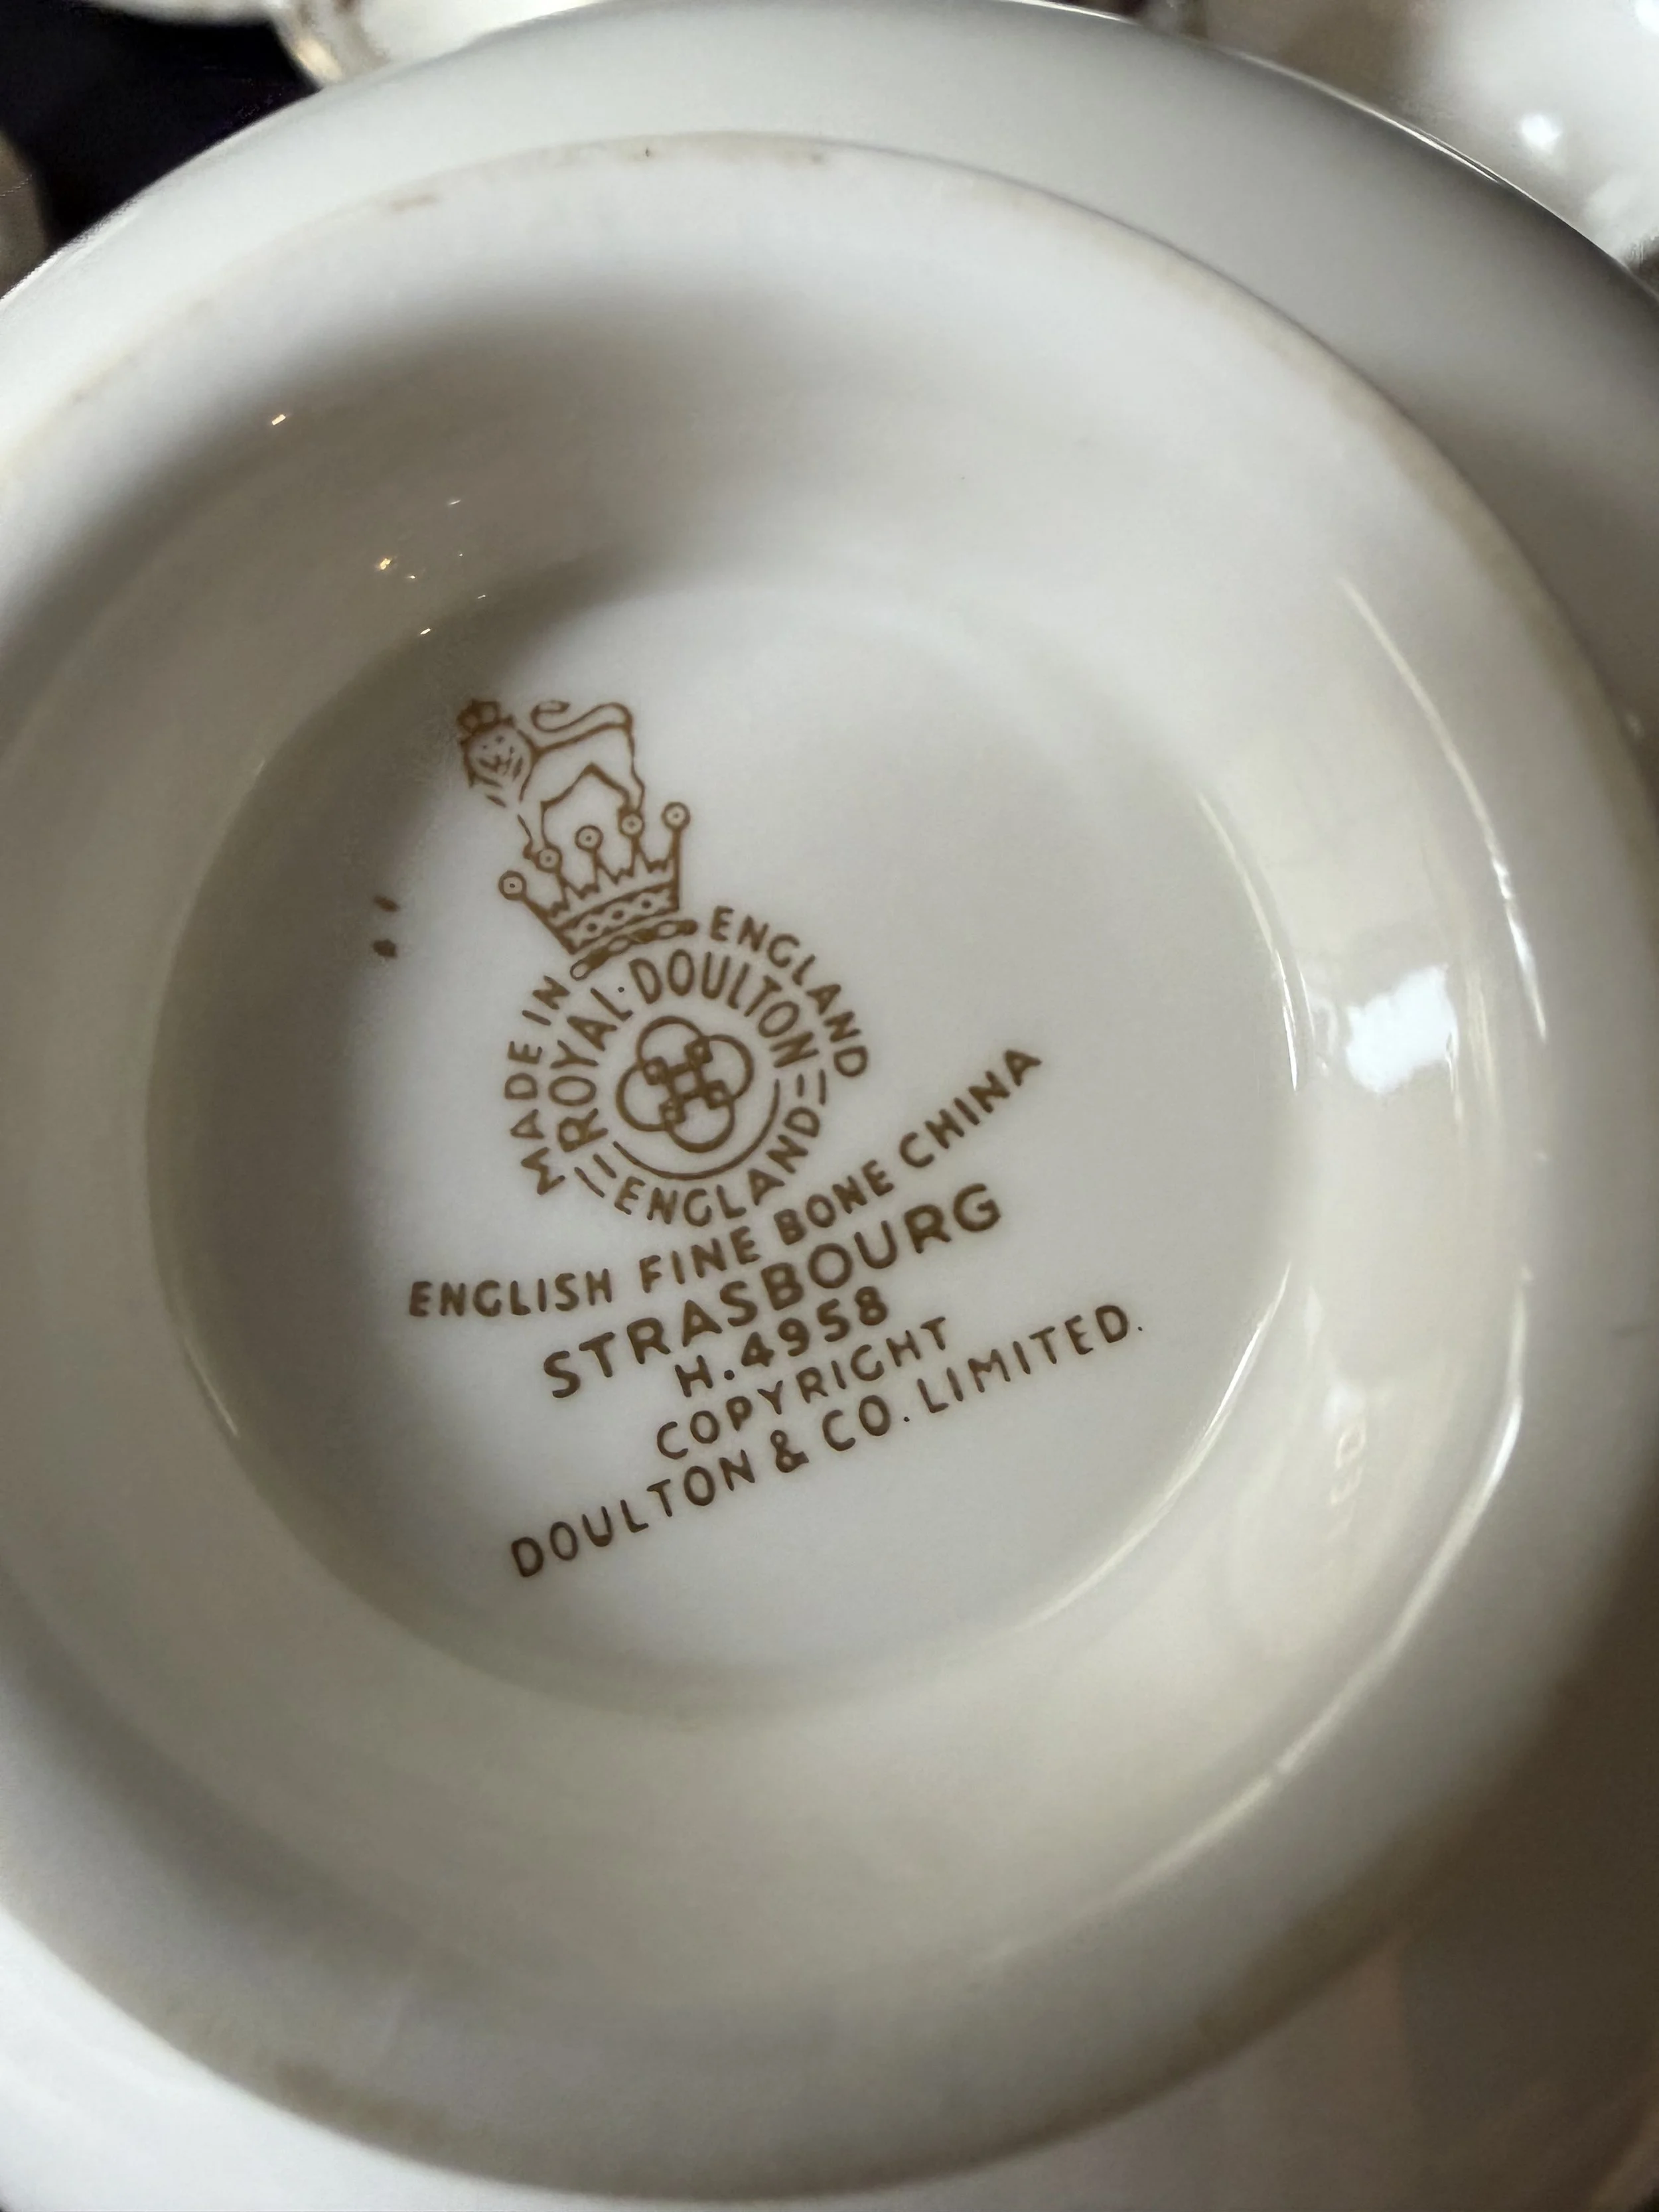 MADE IN ENGLAND
ROYAL·DOULTON
ENGLAND
ENGLISH FINE BONE CHINA
STRASBOURG
H.4958
COPYRIGHT
DOULTON & CO. LIMITED.